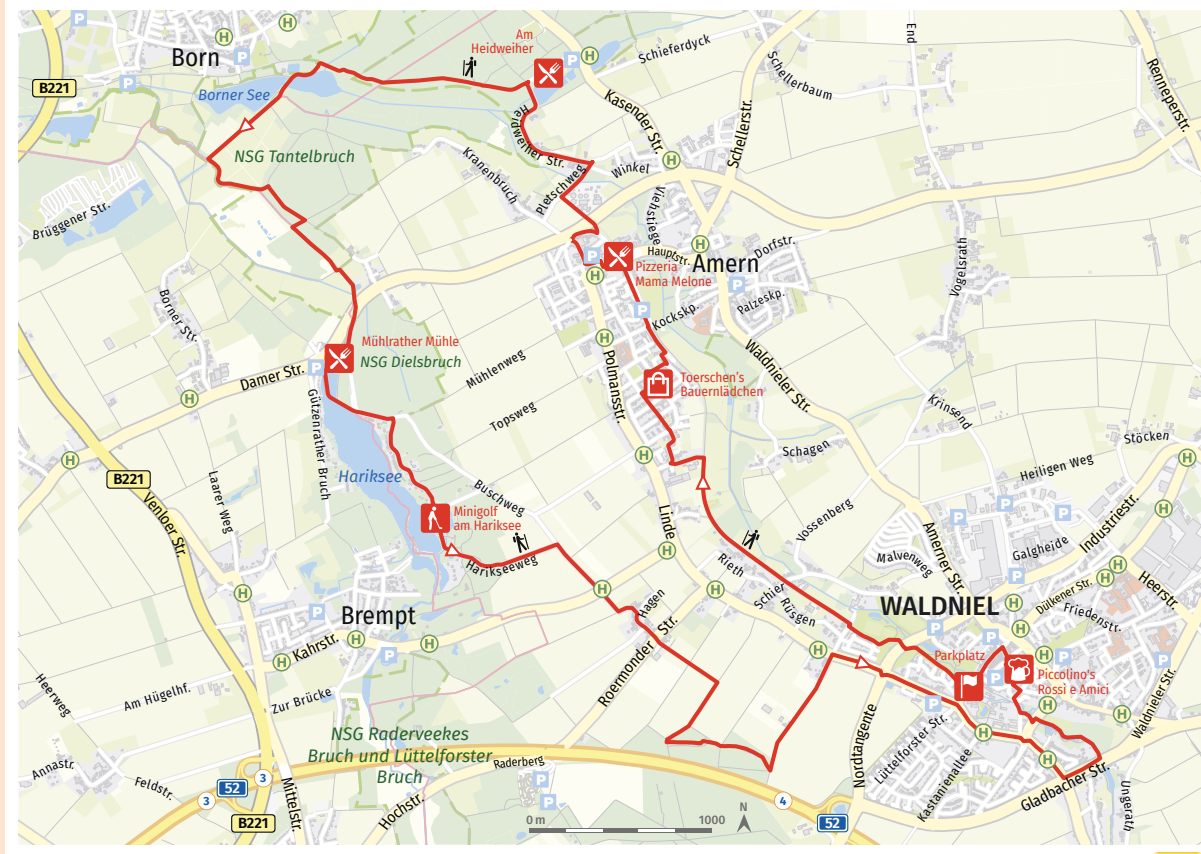 Born
B221
Borner See
NSG Tantelbruch
Brüggener Str.
Borner Str.
Am
Heidweiher
Schieferdyck
End
Schellerbaum
Renneperstr.
Kasender Str.
Schellerstr.
Heidweiher Str.
Kranenbruch
Pletschweg
Winkel
Viehstiege
Hauptstr.
Amern
Dorfstr.
Pizzeria
Mama Melone
Pälzeskp.
Kockskp.
Vogelsrath
Mühlrather Mühle
NSG Dielsbruch
Damer Str.
Mühlenweg
Polmansstr.
Toerschen's
Bauernlädchen
Waldnieler Str.
Topsweg
Krinsend
Stöcken
Schagen
Heiligen Weg
Gützenrather Bruch
Hariksee
B221
Venloer Str.
Laarer Weg
Buschweg
Minigolf
am Hariksee
Harikseeweg
Linde
Vossenberg
Amerner Str.
Industriestr.
Galgheide
Malvenweg
Rieth
Schier
Rüsgen
WALDNIEL
Dülkener Str.
Heerstr.
Friedenstr.
Hagen
Brempt
Kahrstr.
Roermonder Str.
Parkplatz
Piccolino's
Rossi e Amici
Heerweg
Am Hügelhf.
Zur Brücke
Nordtangente
Lüttelforster Str.
Waldnieler Str.
NSG Raderveekes
Bruch und Lüttelforster
Bruch
Raderberg
Annastr.
Feldstr.
52
3
3
B221
Mittelstr.
Hochstr.
Kastanienallee
Gladbacher Str.
Ungerath
4
52
0 m
1000
N